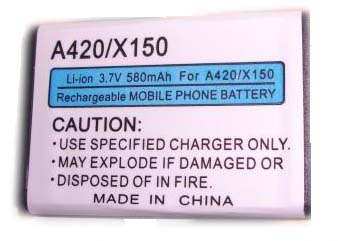 A420/X150
Li-ion 3.7V 580mAh For A420/X150
Rechargeable MOBILE PHONE BATTERY
CAUTION:
·USE SPECIFIED CHARGER ONLY.
·MAY EXPLODE IF DAMAGED OR
·DISPOSED OF IN FIRE.
MADE IN CHINA